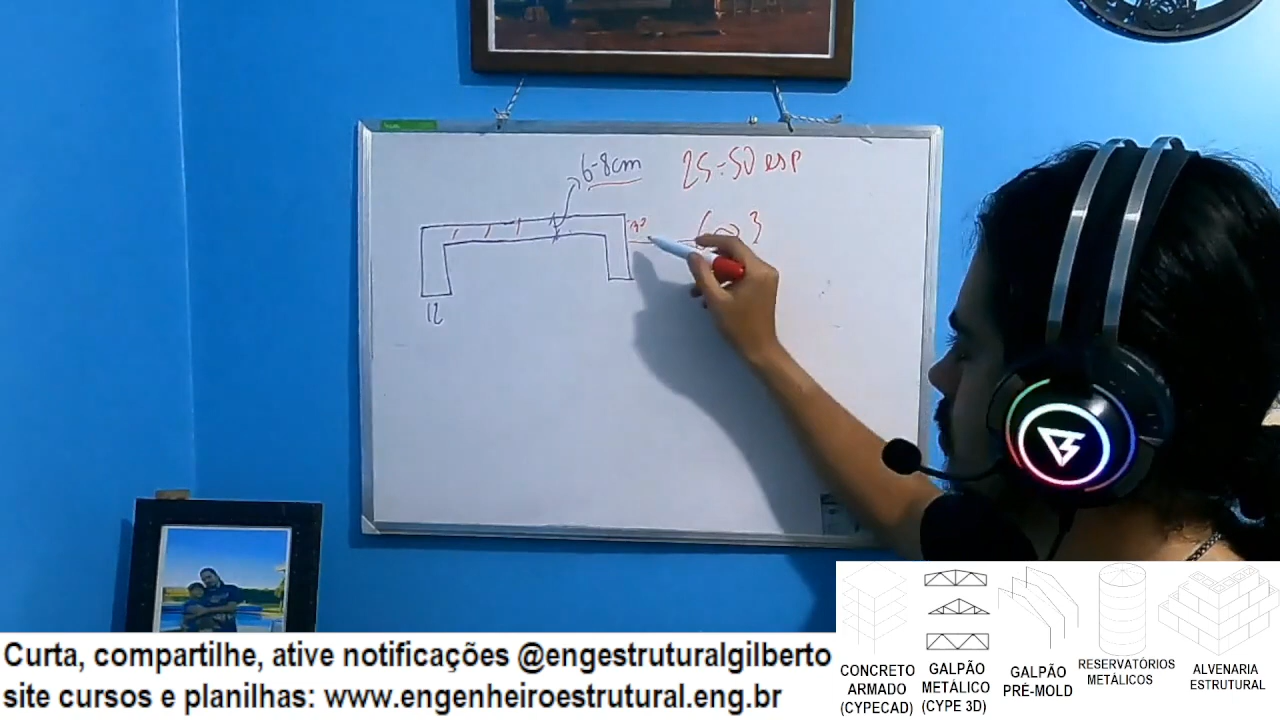 6-8cm
25÷50 esp
12
Curta, compartilhe, ative notificações @engestruturalgilberto
site cursos e planilhas: www.engenheiroestrutural.eng.br
CONCRETO
ARMADO
(CYPECAD)
GALPÃO
METÁLICO
(CYPE 3D)
GALPÃO
PRÉ-MOLD
RESERVATÓRIOS
METÁLICOS
ALVENARIA
ESTRUTURAL